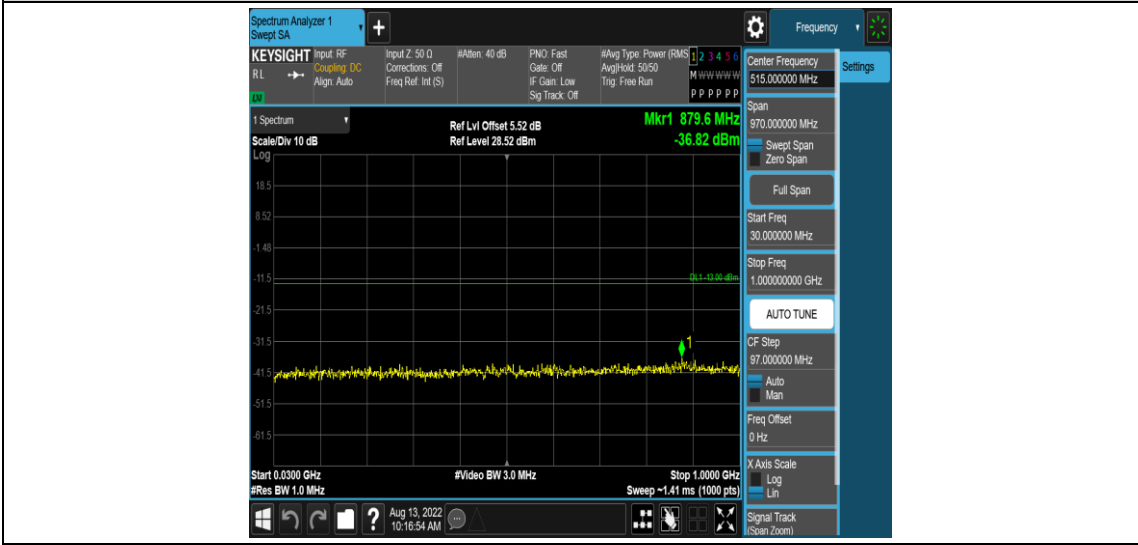 Spectrum Analyzer 1
Swept SA
+
Frequency
KEYSIGHT
RL
Input: RF
Coupling: DC
Align: Auto
Input Z: 50 Ω
Corrections: Off
Freq Ref: Int (S)
#Atten: 40 dB
PNO: Fast
Gate: Off
IF Gain: Low
Sig Track: Off
#Avg Type: Power (RMS
Avg|Hold: 50/50
Trig: Free Run
1 2 3 4 5 6
M W W W W W
P P P P P P
1 Spectrum
Scale/Div 10 dB
Log
Ref Lvl Offset 5.52 dB
Ref Level 28.52 dBm
Mkr1 879.6 MHz
-36.82 dBm
18.5
8.52
-1.48
-11.5
-21.5
-31.5
-41.5
-51.5
-61.5
DL1 -13.00 dBm
1
Start 0.0300 GHz
#Res BW 1.0 MHz
#Video BW 3.0 MHz
Stop 1.0000 GHz
Sweep ~1.41 ms (1000 pts)
Aug 13, 2022
10:16:54 AM
Center Frequency
515.000000 MHz
Span
970.000000 MHz
Swept Span
Zero Span
Full Span
Start Freq
30.000000 MHz
Stop Freq
1.000000000 GHz
AUTO TUNE
CF Step
97.000000 MHz
Auto
Man
Freq Offset
0 Hz
X Axis Scale
Log
Lin
Signal Track
(Span Zoom)
Settings